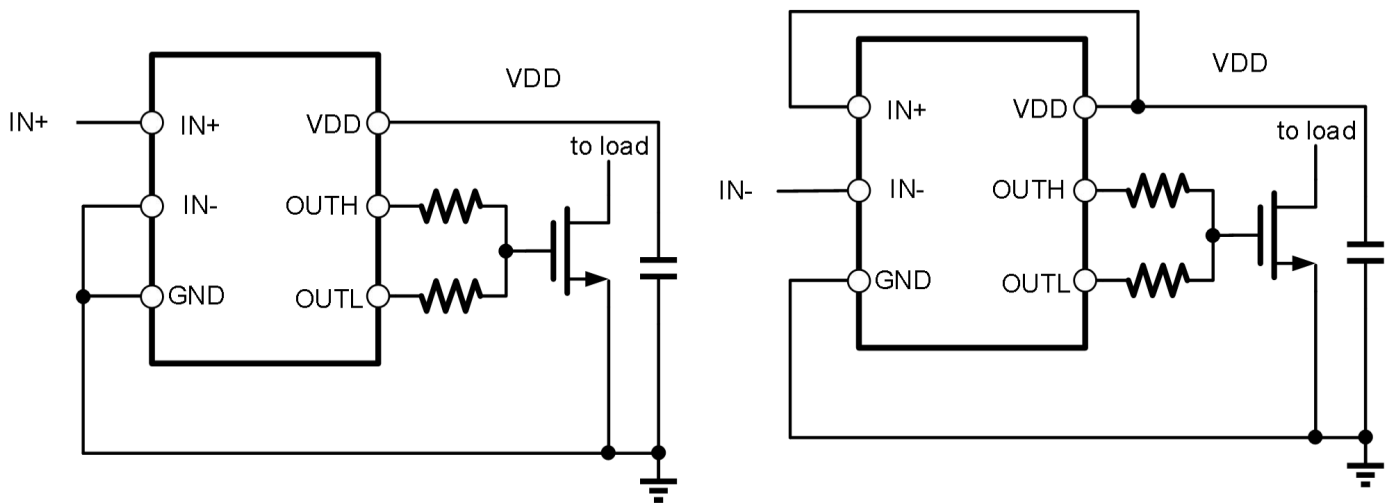 VDD
IN+
IN+
VDD
to load
IN-
OUTH
GND
OUTL
VDD
IN+
VDD
to load
IN-
IN-
OUTH
GND
OUTL